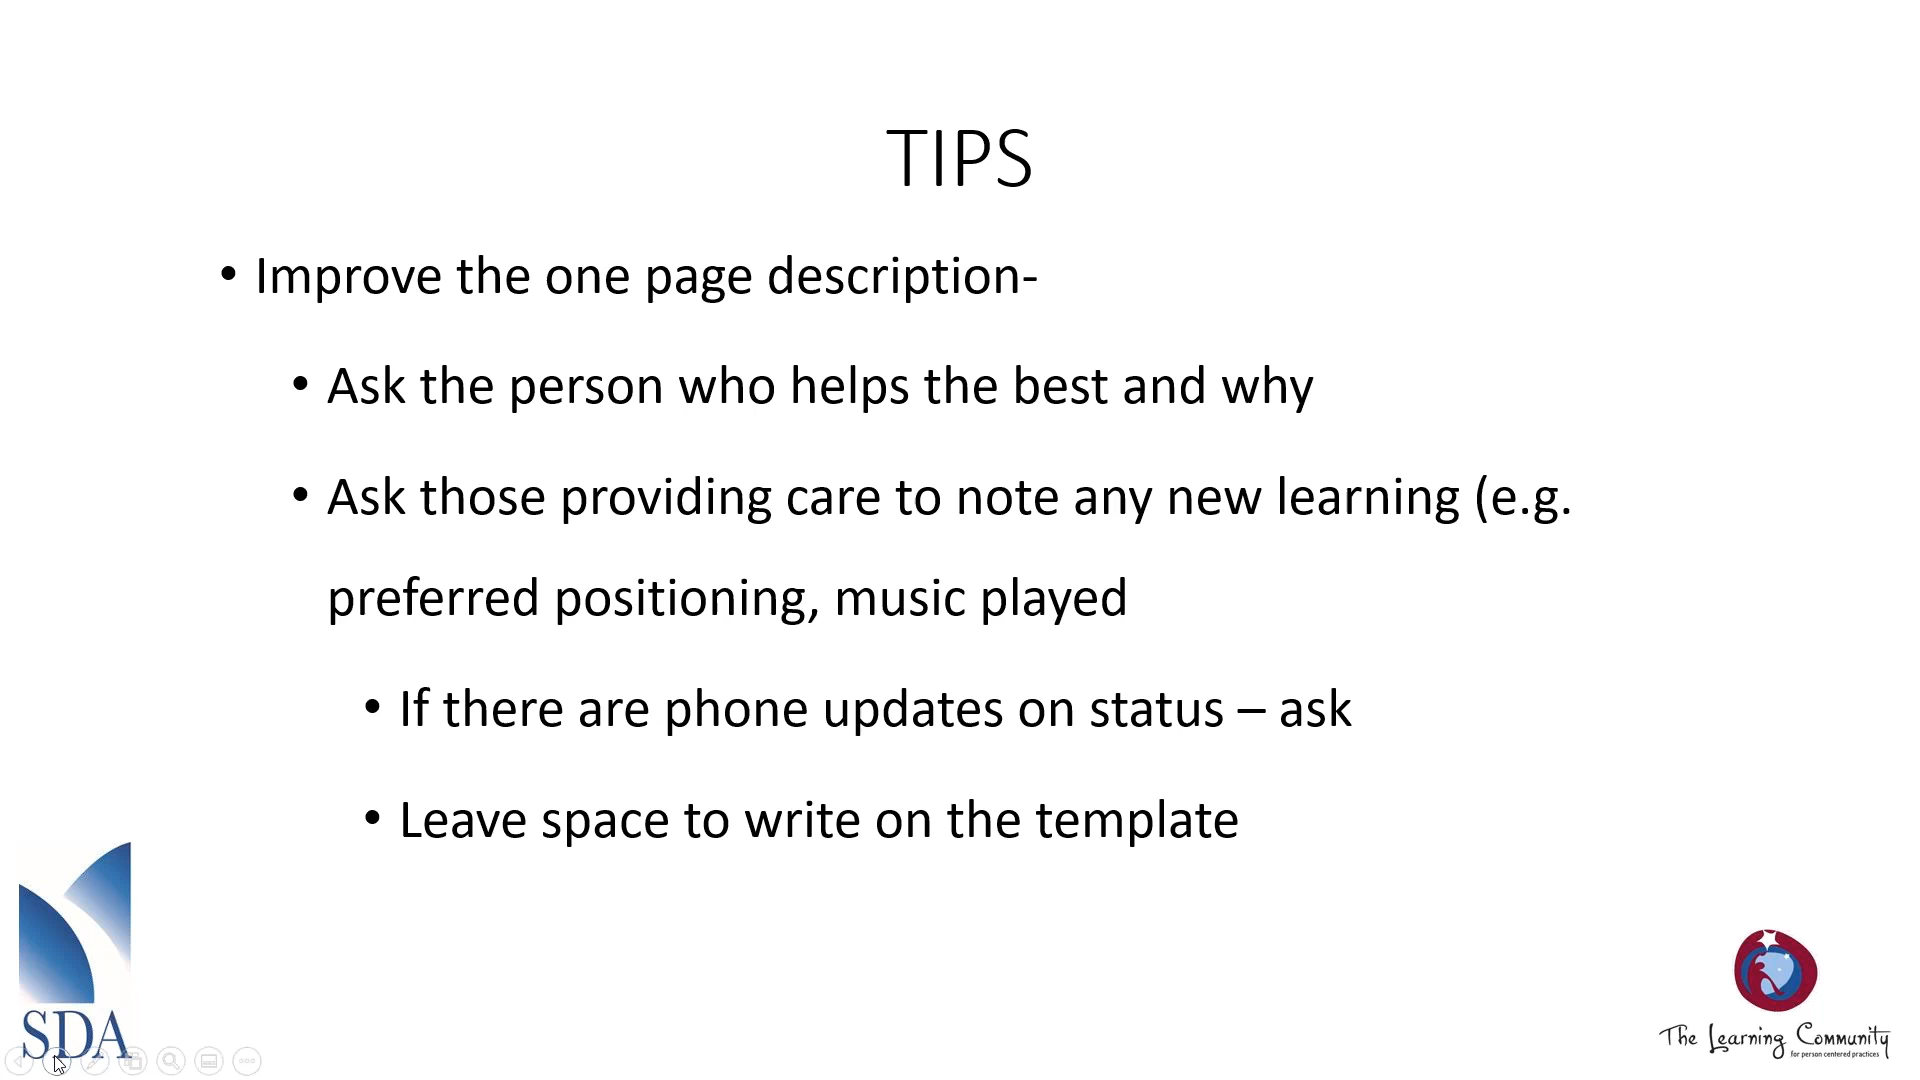 TIPS
• Improve the one page description-
• Ask the person who helps the best and why
• Ask those providing care to note any new learning (e.g.
preferred positioning, music played
• If there are phone updates on status – ask
• Leave space to write on the template
SDA
The Learning Community
for person centered practices